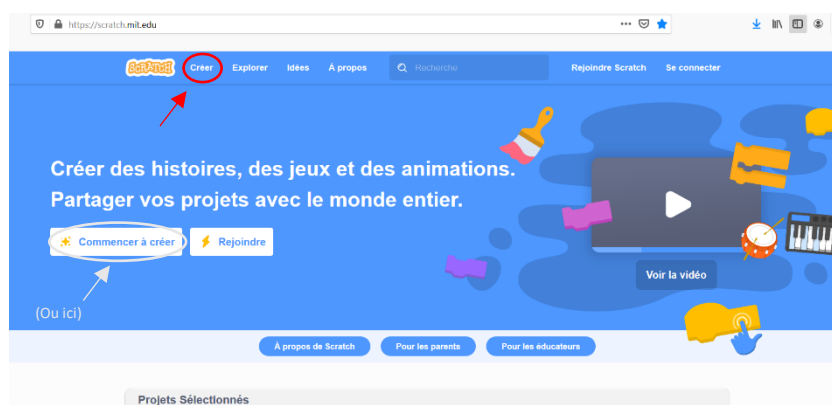 https://scratch.mit.edu
SCRATCH Créer Explorer Idées À propos Recherche Rejoindre Scratch Se connecter
Créer des histoires, des jeux et des animations.
Partager vos projets avec le monde entier.
Commencer à créer Rejoindre
Voir la vidéo
(Ou ici)
À propos de Scratch Pour les parents Pour les éducateurs
Projets Sélectionnés